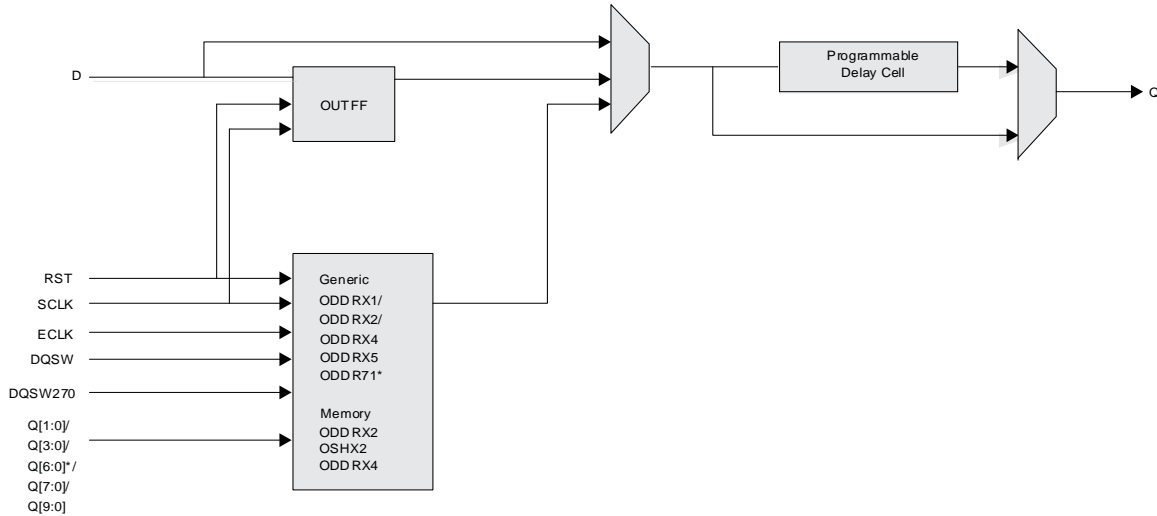 D
OUTFF
Programmable
Delay Cell
Q
RST
SCLK
ECLK
DQSW
DQSW270
Q[1:0]/
Q[3:0]/
Q[6:0]*/
Q[7:0]/
Q[9:0]
Generic
ODDRX1/
ODDRX2/
ODDRX4
ODDRX5
ODDR71*
Memory
ODDRX2
OSHX2
ODDRX4